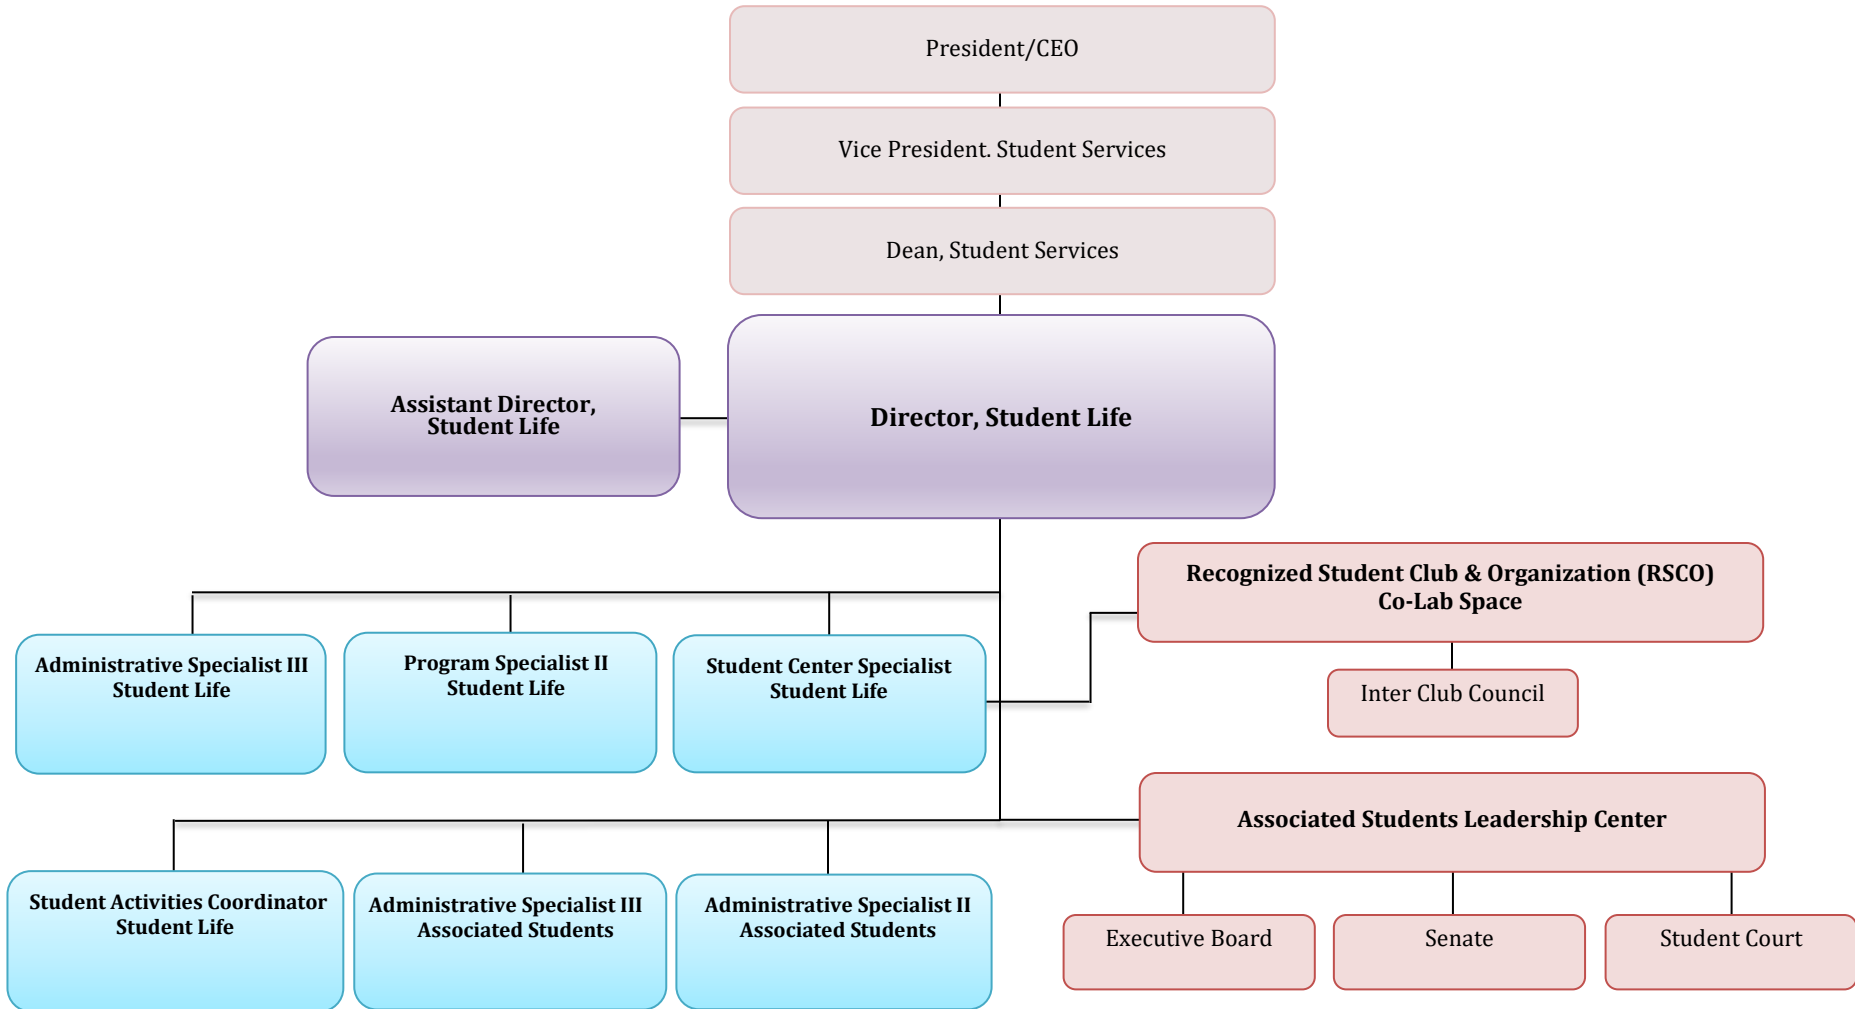 President/CEO
Vice President. Student Services
Dean, Student Services
Assistant Director,
Student Life
Director, Student Life
Recognized Student Club & Organization (RSCO)
Co-Lab Space
Inter Club Council
Administrative Specialist III
Student Life
Program Specialist II
Student Life
Student Center Specialist
Student Life
Associated Students Leadership Center
Student Activities Coordinator
Student Life
Administrative Specialist III
Associated Students
Administrative Specialist II
Associated Students
Executive Board
Senate
Student Court